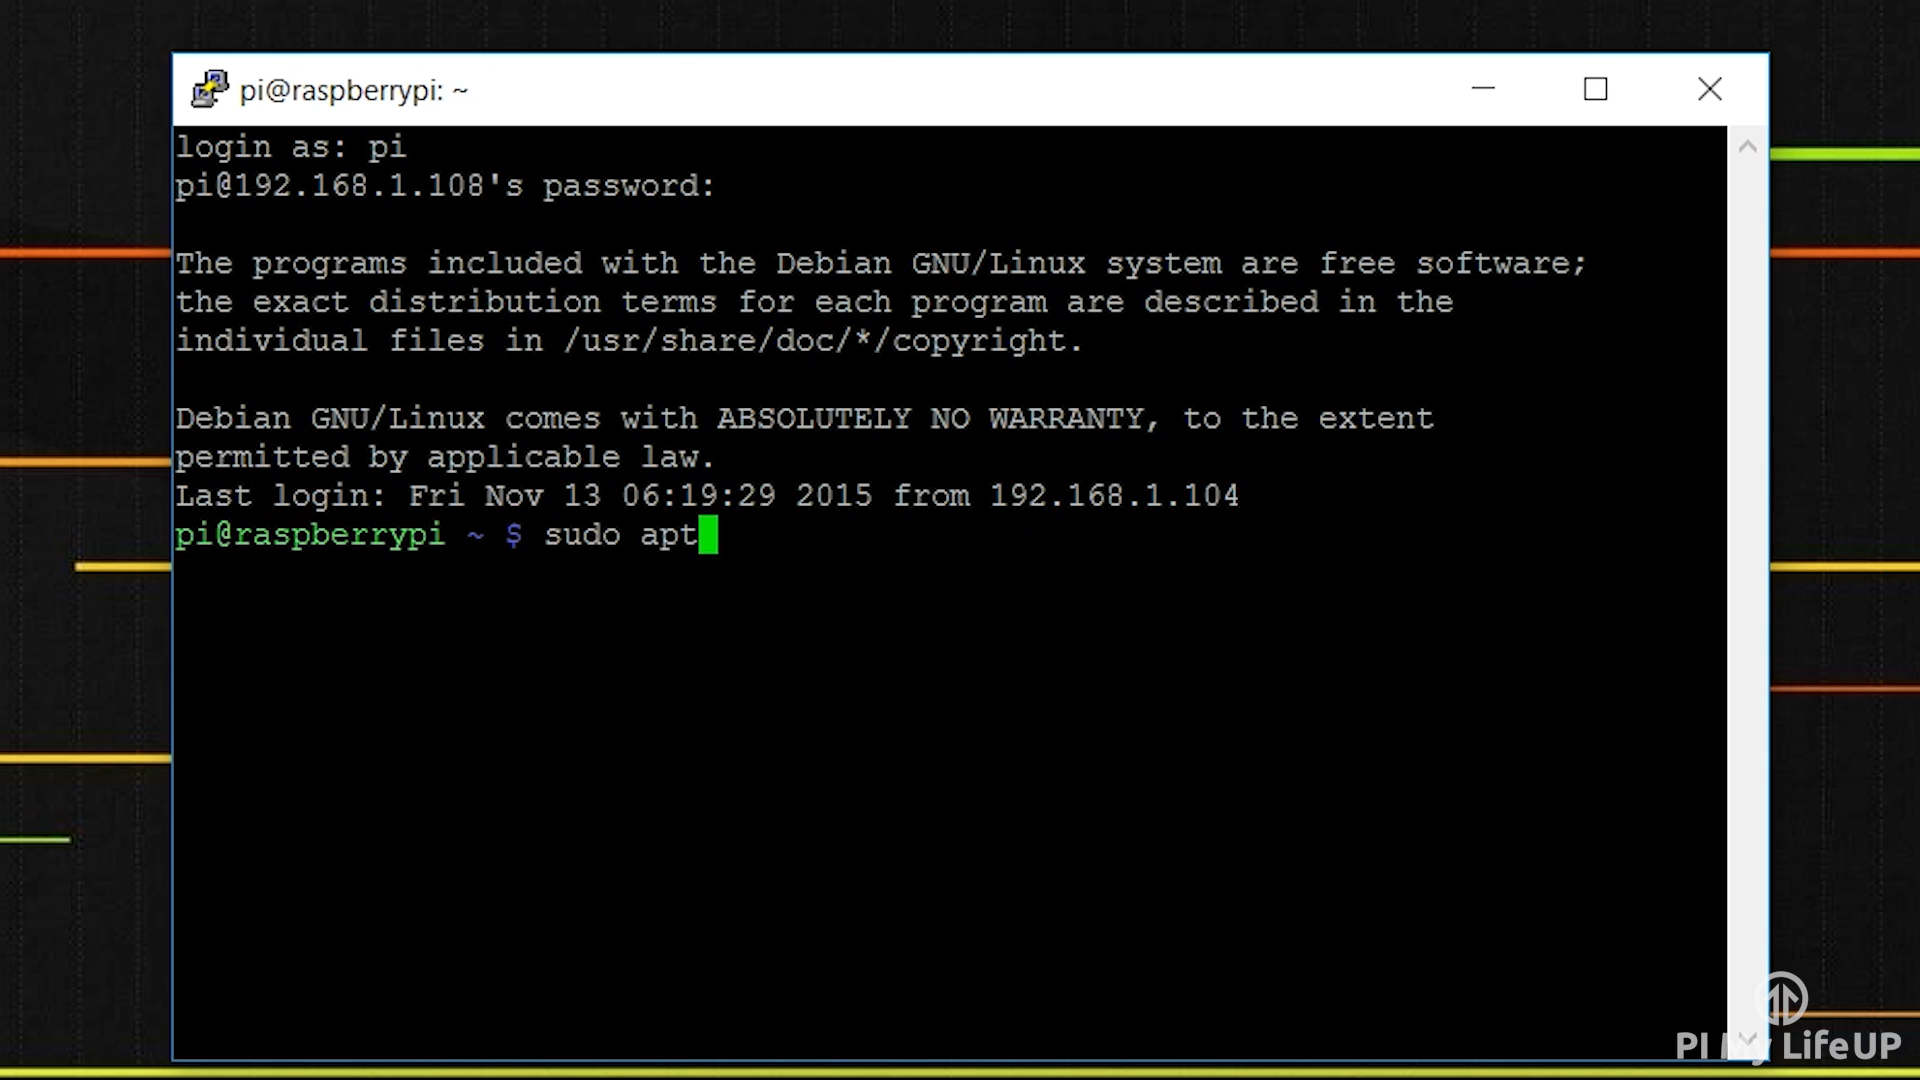 pi@raspberrypi: ~
login as: pi
pi@192.168.1.108's password:
The programs included with the Debian GNU/Linux system are free software;
the exact distribution terms for each program are described in the
individual files in /usr/share/doc/*/copyright.
Debian GNU/Linux comes with ABSOLUTELY NO WARRANTY, to the extent
permitted by applicable law.
Last login: Fri Nov 13 06:19:29 2015 from 192.168.1.104
pi@raspberrypi ~ $ sudo apt
PI My LifeUP